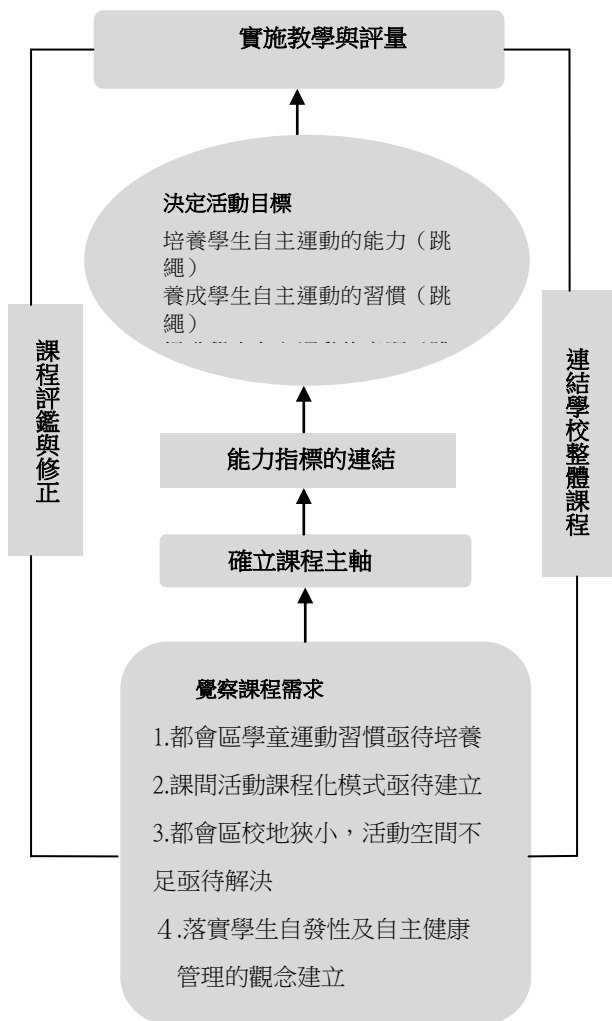 實施教學與評量
決定活動目標
培養學生自主運動的能力（跳
繩）
養成學生自主運動的習慣（跳
繩）
課程評鑑與修正
連結學校整體課程
能力指標的連結
確立課程主軸
覺察課程需求
1.都會區學童運動習慣亟待培養
2.課間活動課程化模式亟待建立
3.都會區校地狹小，活動空間不
足亟待解決
４.落實學生自發性及自主健康
管理的觀念建立